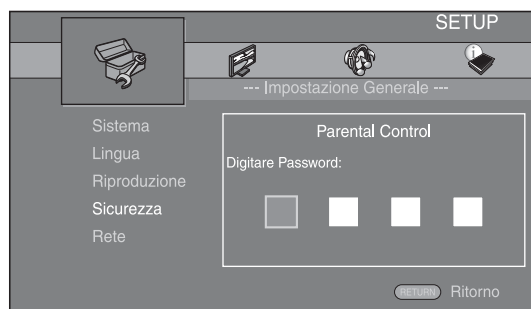 SETUP
--- Impostazione Generale ---
Sistema
Lingua
Riproduzione
Sicurezza
Rete
Parental Control
Digitare Password:
RETURN Ritorno